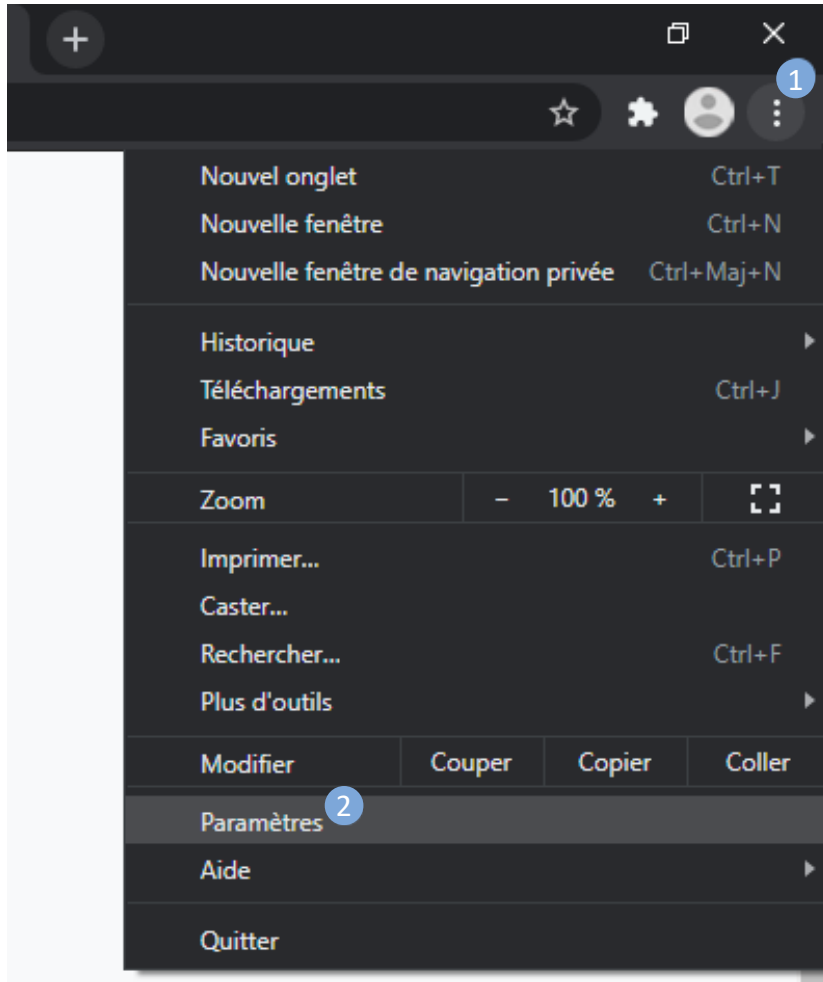 1
Nouvel onglet Ctrl+T
Nouvelle fenêtre Ctrl+N
Nouvelle fenêtre de navigation privée Ctrl+Maj+N
Historique
Téléchargements Ctrl+J
Favoris
Zoom - 100 % +
Imprimer... Ctrl+P
Caster...
Rechercher... Ctrl+F
Plus d'outils
Modifier Couper Copier Coller
Paramètres 2
Aide
Quitter